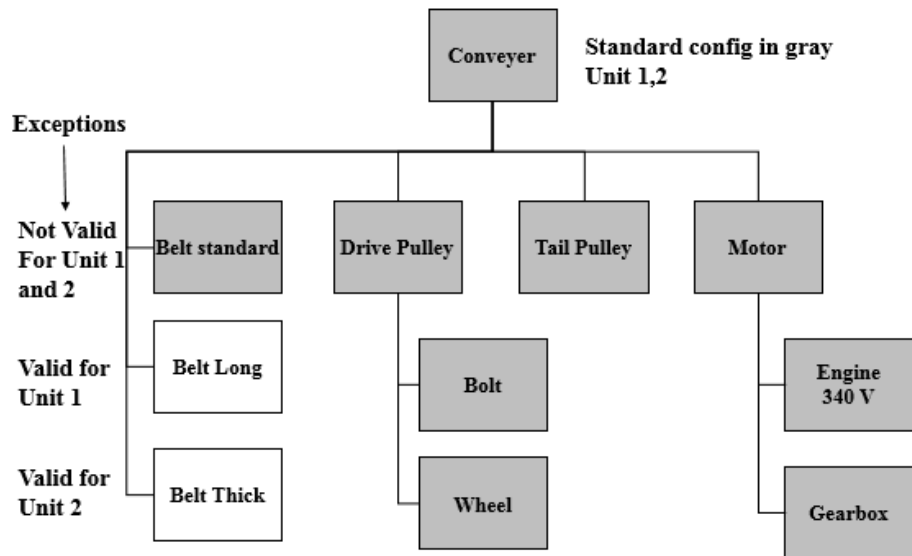 Conveyer
Standard config in gray
Unit 1,2
Exceptions
Not Valid
For Unit 1
and 2
Belt standard
Drive Pulley
Tail Pulley
Motor
Valid for
Unit 1
Belt Long
Bolt
Engine
340 V
Valid for
Unit 2
Belt Thick
Wheel
Gearbox